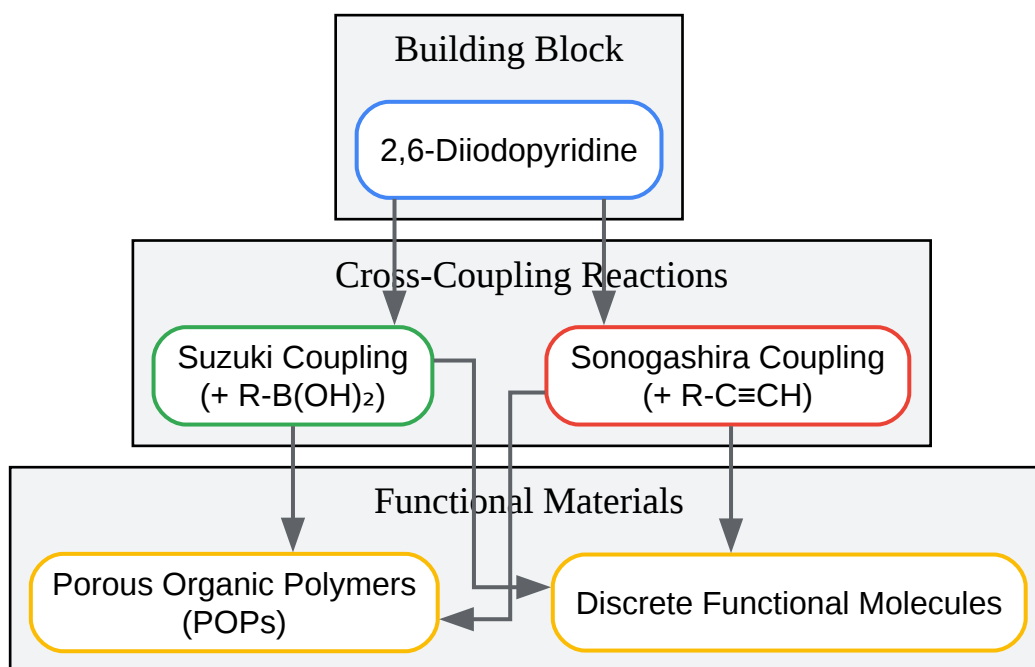 Building Block
2,6-Diiodopyridine
Cross-Coupling Reactions
Suzuki Coupling
(+ R-B(OH)₂)
Sonogashira Coupling
(+ R-C≡CH)
Functional Materials
Porous Organic Polymers
(POPs)
Discrete Functional Molecules